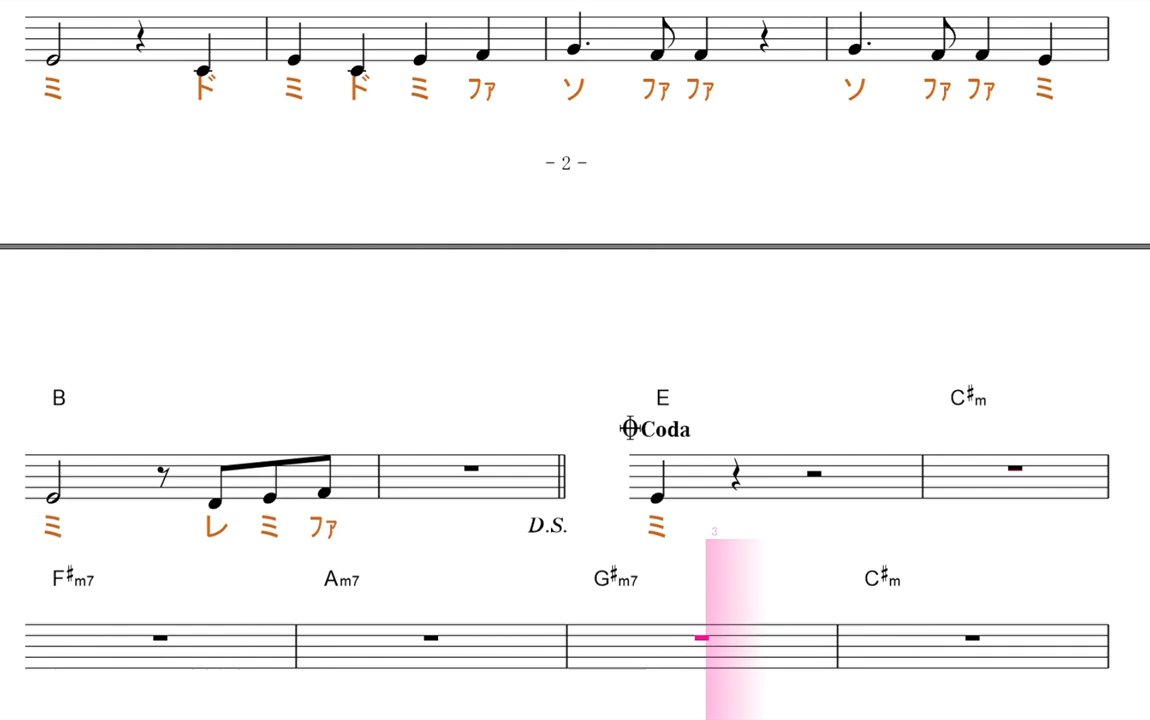 ミ ド ミ ド ミ ファ ソ ファ ファ ソ ファ ファ ミ
- 2 -
B E C#m
Coda
ミ レ ミ ファ D.S. ミ
3
F#m7 Am7 G#m7 C#m